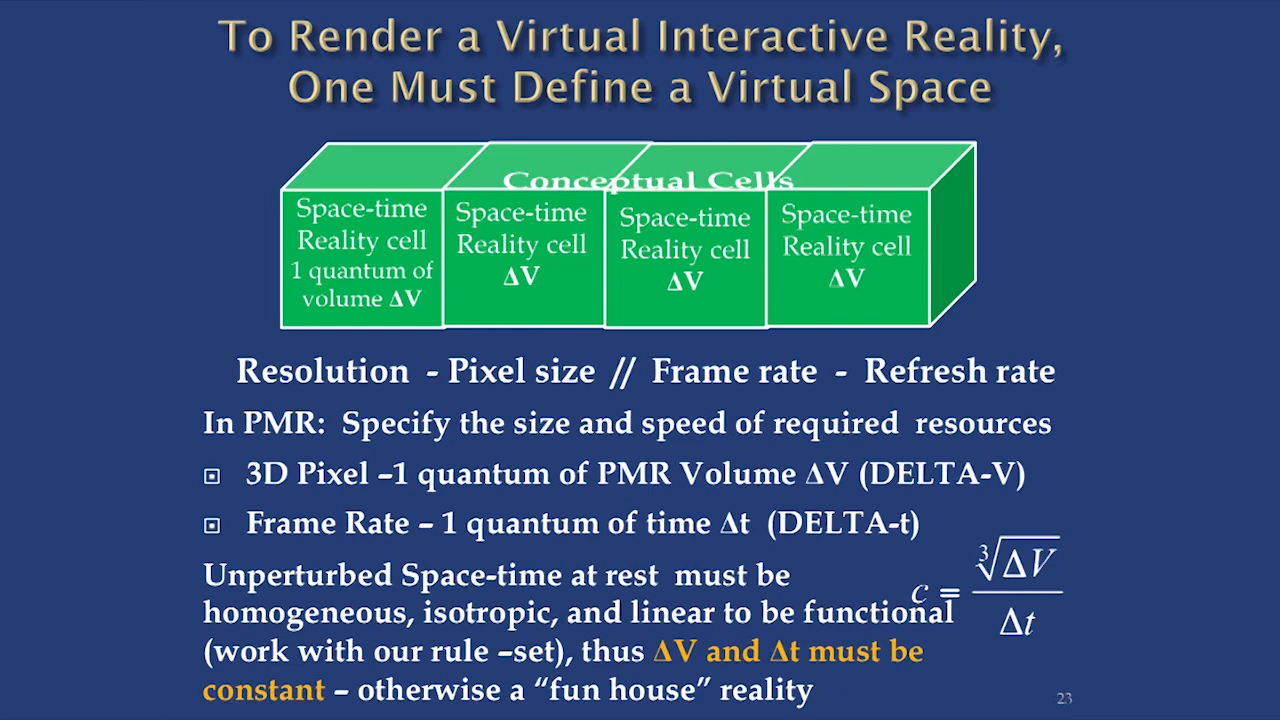 To Render a Virtual Interactive Reality,
One Must Define a Virtual Space
Conceptual Cells
Space-time
Reality cell
1 quantum of
volume ΔV
Space-time
Reality cell
ΔV
Space-time
Reality cell
ΔV
Space-time
Reality cell
ΔV
Resolution - Pixel size // Frame rate - Refresh rate
In PMR: Specify the size and speed of required resources
3D Pixel –1 quantum of PMR Volume ΔV (DELTA-V)
Frame Rate – 1 quantum of time Δt (DELTA-t)
Unperturbed Space-time at rest must be
homogeneous, isotropic, and linear to be functional
(work with our rule –set), thus ΔV and Δt must be
constant – otherwise a “fun house” reality
c = ∛ΔV / Δt
23